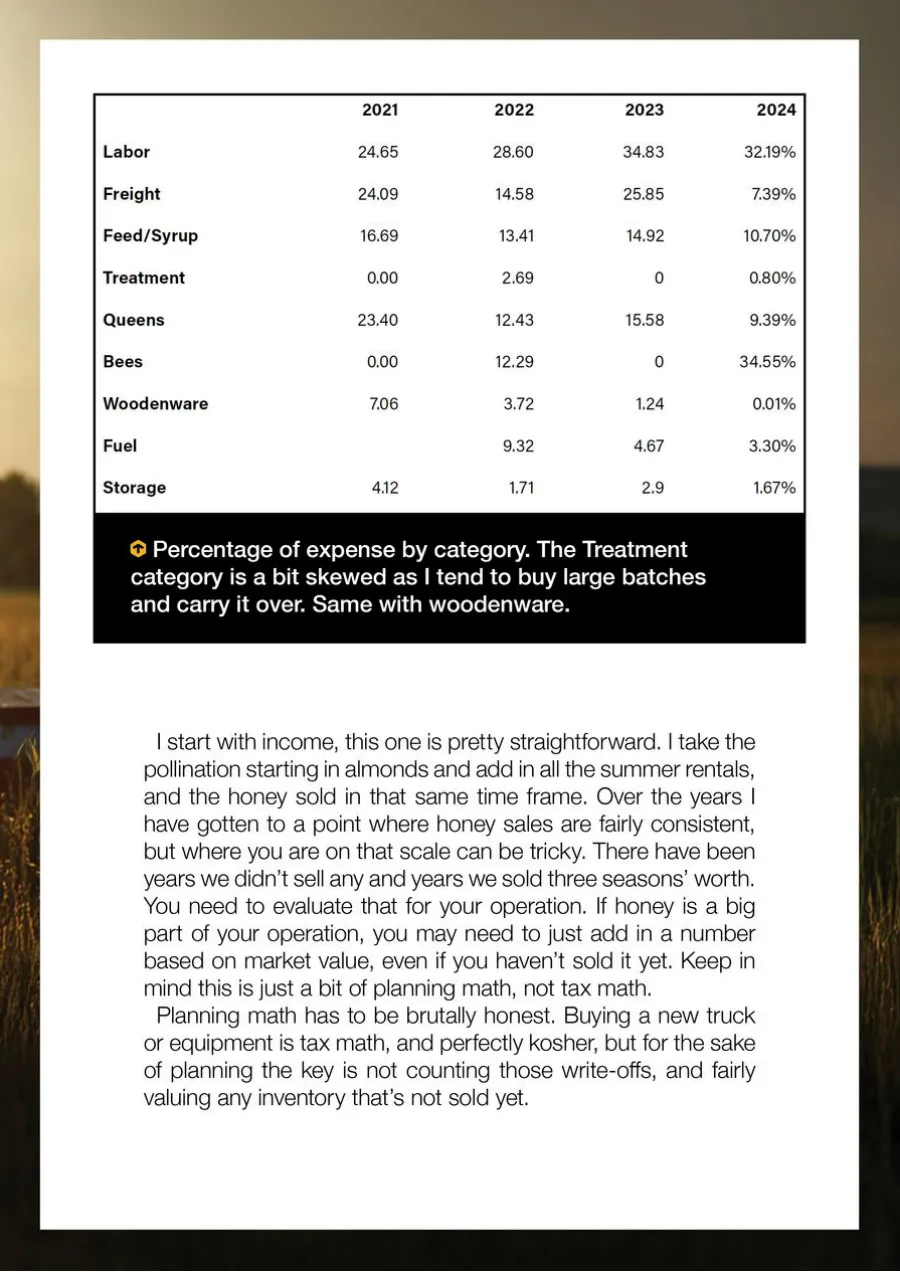 2021 2022 2023 2024
Labor 24.65 28.60 34.83 32.19%
Freight 24.09 14.58 25.85 7.39%
Feed/Syrup 16.69 13.41 14.92 10.70%
Treatment 0.00 2.69 0 0.80%
Queens 23.40 12.43 15.58 9.39%
Bees 0.00 12.29 0 34.55%
Woodenware 7.06 3.72 1.24 0.01%
Fuel 9.32 4.67 3.30%
Storage 4.12 1.71 2.9 1.67%
Percentage of expense by category. The Treatment
category is a bit skewed as I tend to buy large batches
and carry it over. Same with woodenware.
I start with income, this one is pretty straightforward. I take the
pollination starting in almonds and add in all the summer rentals,
and the honey sold in that same time frame. Over the years I
have gotten to a point where honey sales are fairly consistent,
but where you are on that scale can be tricky. There have been
years we didn’t sell any and years we sold three seasons’ worth.
You need to evaluate that for your operation. If honey is a big
part of your operation, you may need to just add in a number
based on market value, even if you haven’t sold it yet. Keep in
mind this is just a bit of planning math, not tax math.
Planning math has to be brutally honest. Buying a new truck
or equipment is tax math, and perfectly kosher, but for the sake
of planning the key is not counting those write-offs, and fairly
valuing any inventory that’s not sold yet.